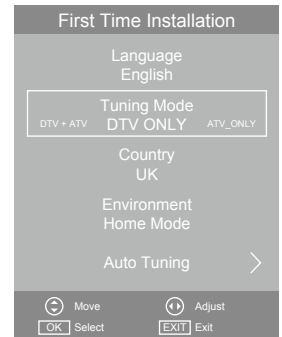 First Time Installation
Language
English
Tuning Mode
DTV + ATV DTV ONLY ATV_ONLY
Country
UK
Environment
Home Mode
Auto Tuning
Move Adjust
OK Select EXIT Exit